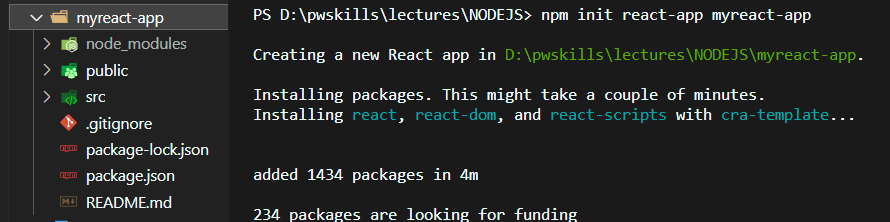 myreact-app
node_modules
public
src
.gitignore
package-lock.json
package.json
README.md
PS D:\pwskills\lectures\NODEJS> npm init react-app myreact-app
Creating a new React app in D:\pwskills\lectures\NODEJS\myreact-app.
Installing packages. This might take a couple of minutes.
Installing react, react-dom, and react-scripts with cra-template...
added 1434 packages in 4m
234 packages are looking for funding